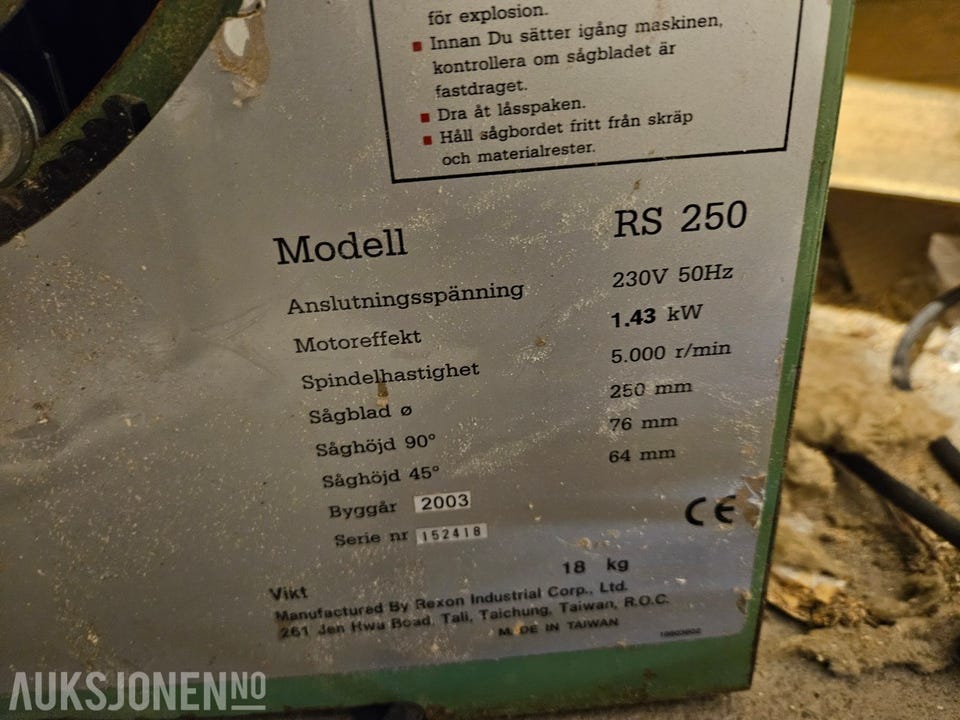 för explosion.
Innan Du sätter igång maskinen,
kontrollera om sågbladet är
fastdraget.
Dra åt låsspaken.
Håll sågbordet fritt från skräp
och materialrester.
Modell RS 250
Anslutningsspänning 230V 50Hz
Motoreffekt 1.43 kW
Spindelhastighet 5.000 r/min
Sågblad ø 250 mm
Såghöjd 90° 76 mm
Såghöjd 45° 64 mm
Byggår 2003
Serie nr 152418
CE
Vikt 18 kg
Manufactured By Rexon Industrial Corp., Ltd.
261 Jen Hwa Road, Tali, Taichung, Taiwan, R.O.C.
MADE IN TAIWAN
AUKSJONEN NO